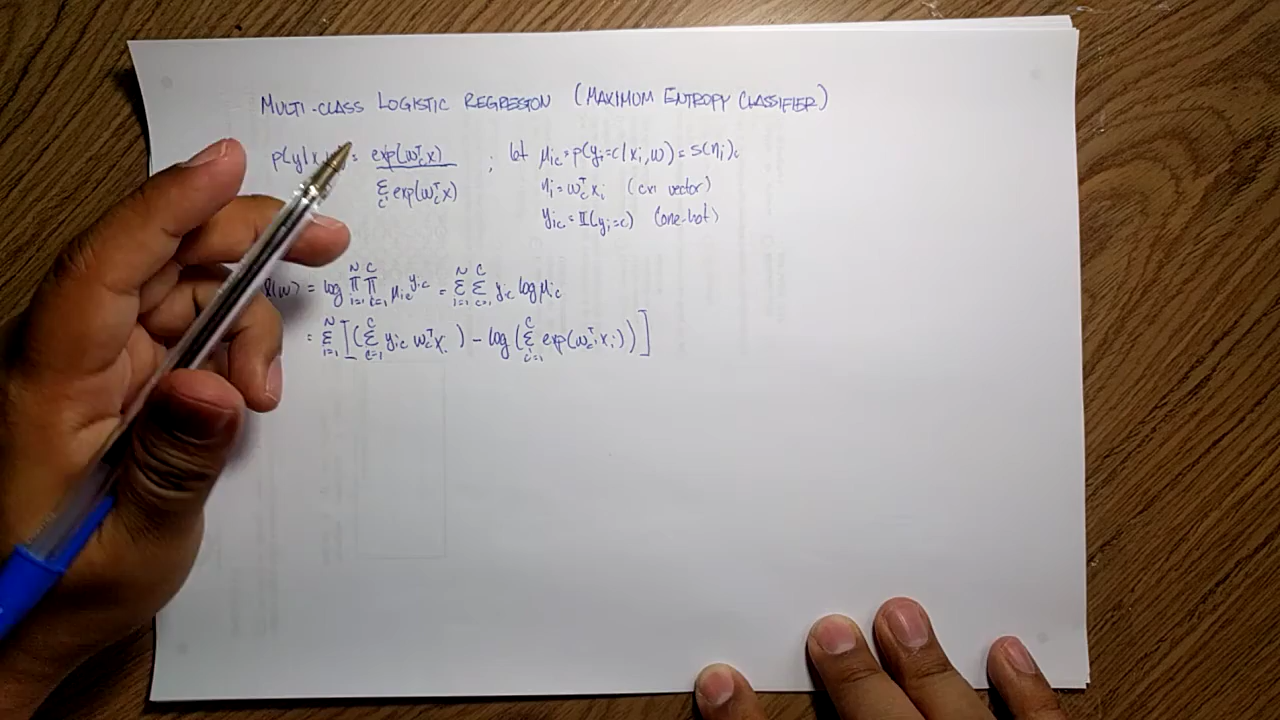 MULTI-CLASS LOGISTIC REGRESSION (MAXIMUM ENTROPY CLASSIFIER)
p(y|x, = exp(w_c^T x) / Σ_{c'} exp(w_{c'}^T x) ; let μ_ic = p(y_i=c|x_i,w) = S(η_i)_c
η_i = w_c^T x_i (c×1 vector)
y_ic = 𝕀(y_i=c) (one-hot)
(w) = log ∏_{i=1}^N ∏_{c=1}^C μ_ic^{y_ic} = Σ_{i=1}^N Σ_{c=1}^C y_ic log μ_ic
= Σ_{i=1}^N [(Σ_{c=1}^C y_ic w_c^T x_i) - log(Σ_{c'=1}^C exp(w_{c'}^T x_i))]